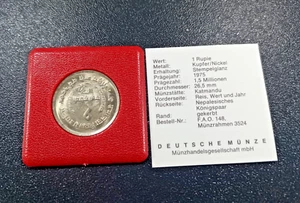 Wert: 1 Rupie
Metall: Kupfer/Nickel
Erhaltung: Stempelglanz
Prägejahr: 1975
Prägezahl: 1,5 Millionen
Durchmesser: 26,5 mm
Münzstätte: Katmandu
Vorderseite: Reis, Wert und Jahr
Rückseite: Nepalesisches
Königspaar
Rand: gebördelt
Bestell-Nr.: F.A.O. 148,
Münzrahmen 3524
DEUTSCHE MÜNZE
Münzhandelsgesellschaft mbH